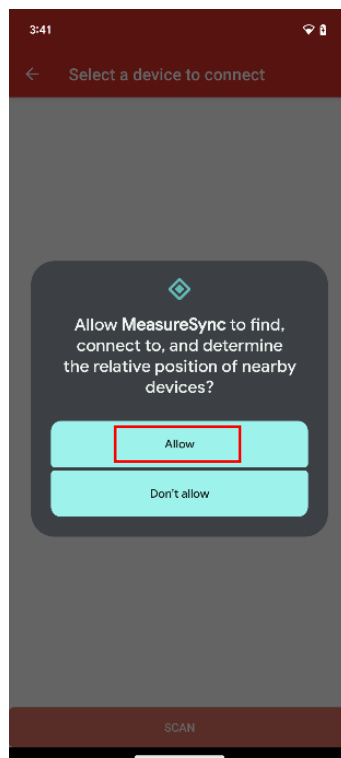 3:41
Select a device to connect
Allow MeasureSync to find,
connect to, and determine
the relative position of nearby
devices?
Allow
Don't allow
SCAN